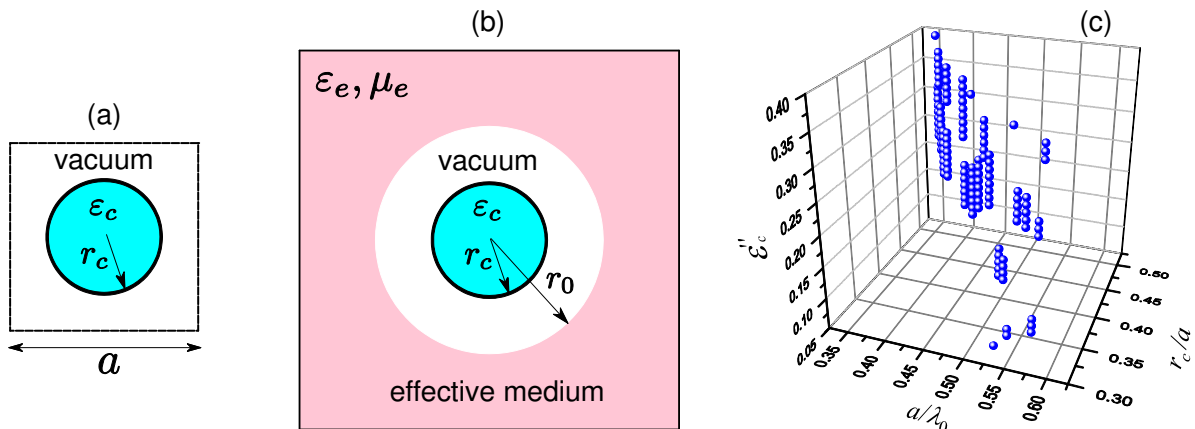 (a)
vacuum
εc
rc
a
(b)
εe, μe
vacuum
εc
rc
r0
effective medium
(c)
0.40
0.35
0.30
0.25
0.20
0.15
0.10
0.05
ε''c
0.35
0.40
0.45
0.50
0.55
0.60
a/λ0
0.50
0.45
0.40
0.35
0.30
rc/a